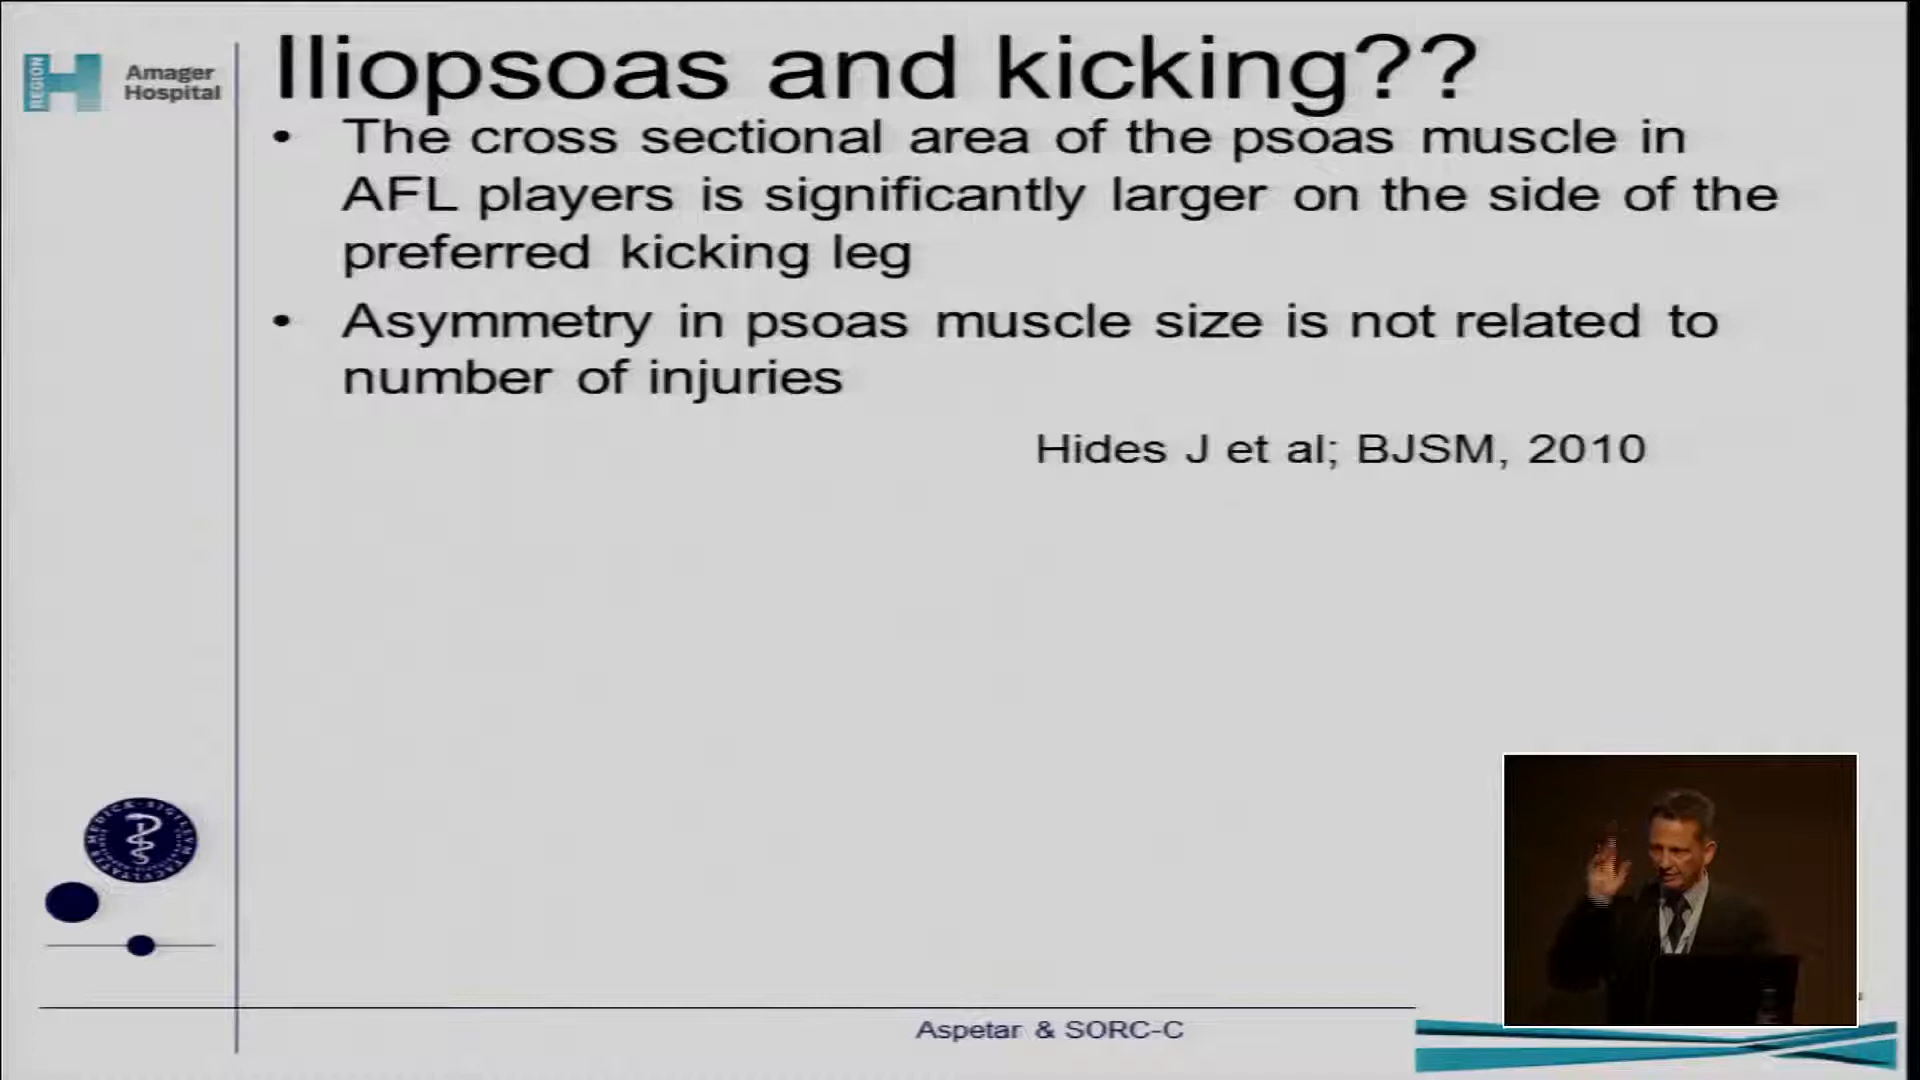 Iliopsoas and kicking??
REGION
Amager
Hospital
• The cross sectional area of the psoas muscle in
AFL players is significantly larger on the side of the
preferred kicking leg
• Asymmetry in psoas muscle size is not related to
number of injuries
Hides J et al; BJSM, 2010
Aspetar & SORC-C